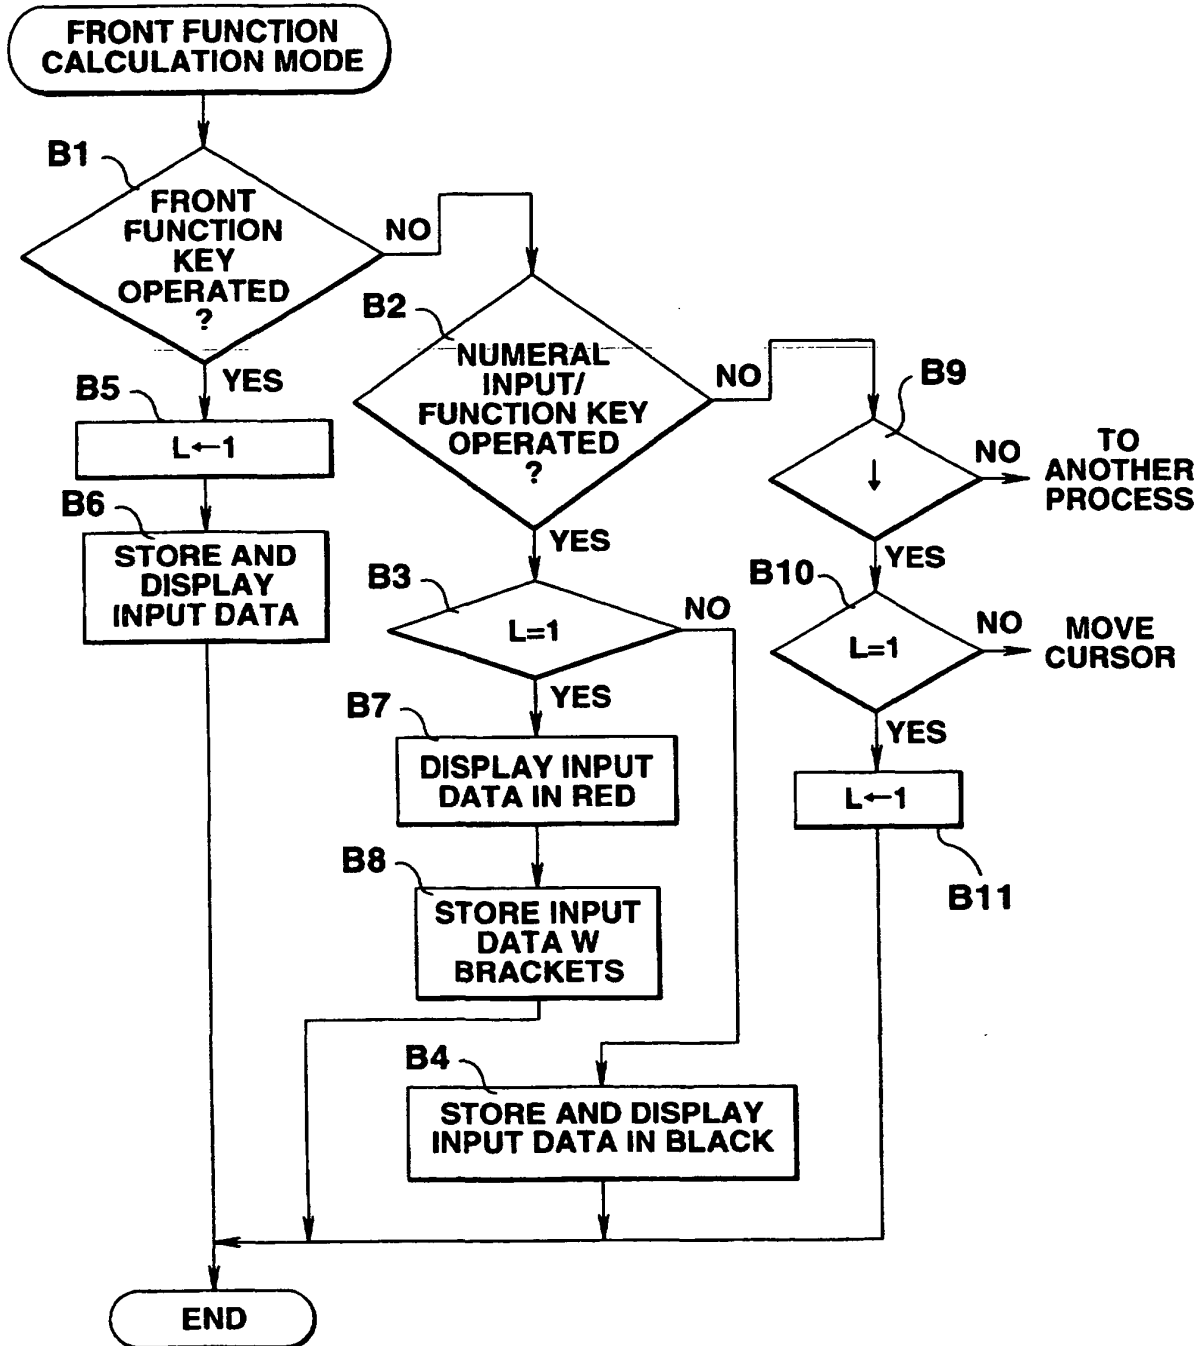 FRONT FUNCTION
CALCULATION MODE
B1
FRONT
FUNCTION
KEY
OPERATED
?
NO
YES
B2
NUMERAL
INPUT/
FUNCTION KEY
OPERATED
?
NO
YES
B9
↓
NO
TO
ANOTHER
PROCESS
YES
B5
L←1
B6
STORE AND
DISPLAY
INPUT DATA
B3
L=1
NO
YES
B10
L=1
NO
MOVE
CURSOR
YES
B7
DISPLAY INPUT
DATA IN RED
L←1
B11
B8
STORE INPUT
DATA W
BRACKETS
B4
STORE AND DISPLAY
INPUT DATA IN BLACK
END